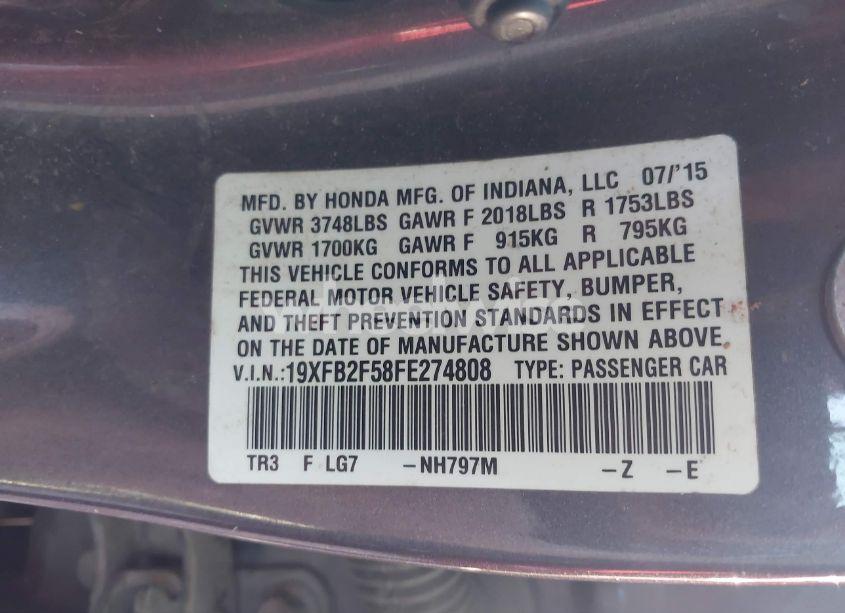 MFD. BY HONDA MFG. OF INDIANA, LLC 07/'15
GVWR 3748LBS GAWR F 2018LBS R 1753LBS
GVWR 1700KG GAWR F 915KG R 795KG
THIS VEHICLE CONFORMS TO ALL APPLICABLE
FEDERAL MOTOR VEHICLE SAFETY, BUMPER,
AND THEFT PREVENTION STANDARDS IN EFFECT
ON THE DATE OF MANUFACTURE SHOWN ABOVE.
V.I.N.:19XFB2F58FE274808 TYPE: PASSENGER CAR
TR3 F LG7 -NH797M -Z -E